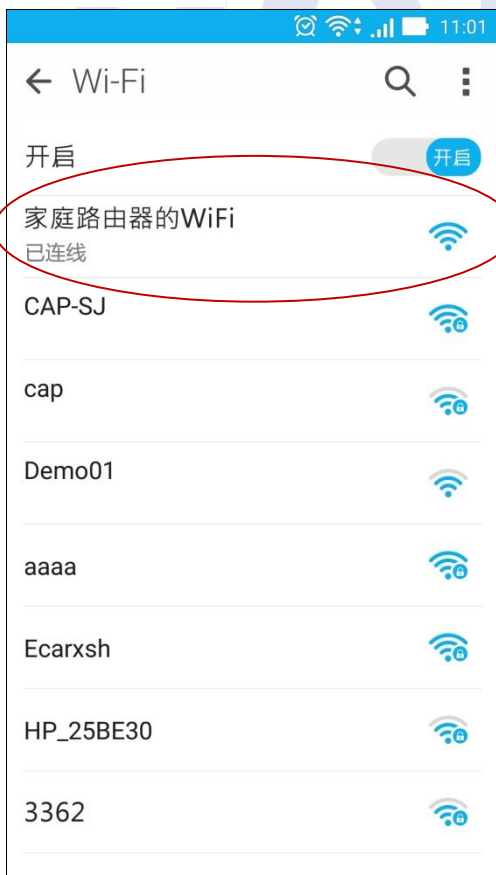 11:01
Wi-Fi
开启
开启
家庭路由器的WiFi
已连线
CAP-SJ
cap
Demo01
aaaa
Ecarxsh
HP_25BE30
3362